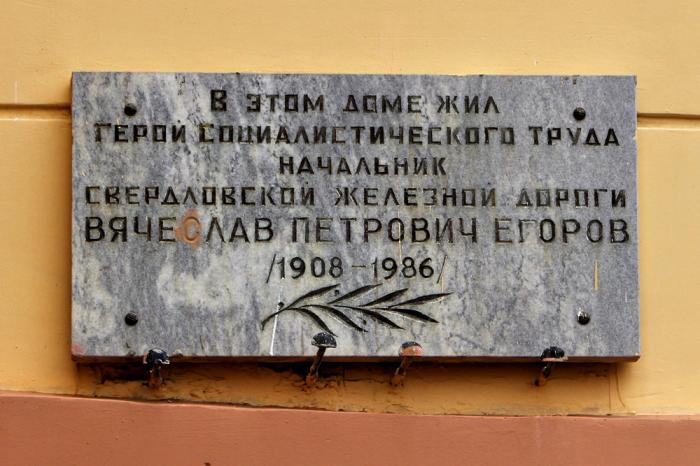 В ЭТОМ ДОМЕ ЖИЛ
ГЕРОЙ СОЦИАЛИСТИЧЕСКОГО ТРУДА
НАЧАЛЬНИК
СВЕРДЛОВСКОЙ ЖЕЛЕЗНОЙ ДОРОГИ
ВЯЧЕСЛАВ ПЕТРОВИЧ ЕГОРОВ
/1908-1986/